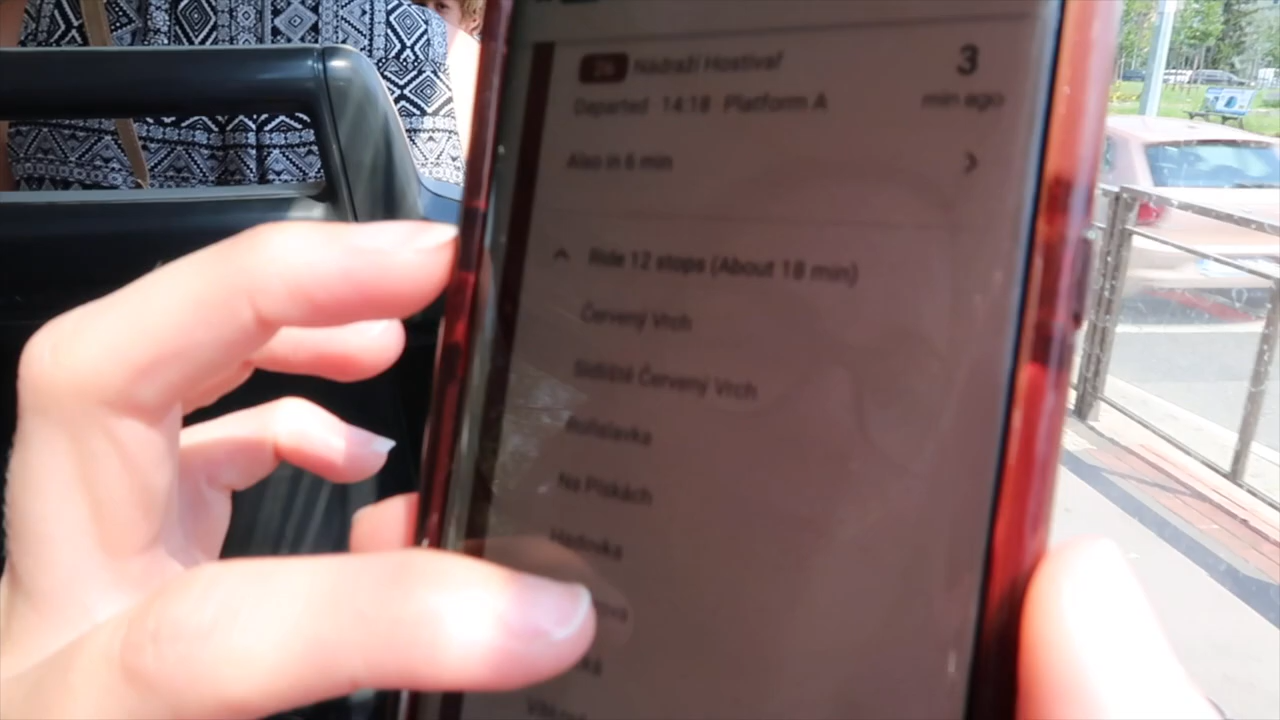 26 Nádraží Hostivař
3
Departed 14:18 Platform A
min ago
Also in 6 min
Ride 12 stops (About 18 min)
Červený Vrch
Sídliště Červený Vrch
Bořislavka
Na Pískách
Hadovka